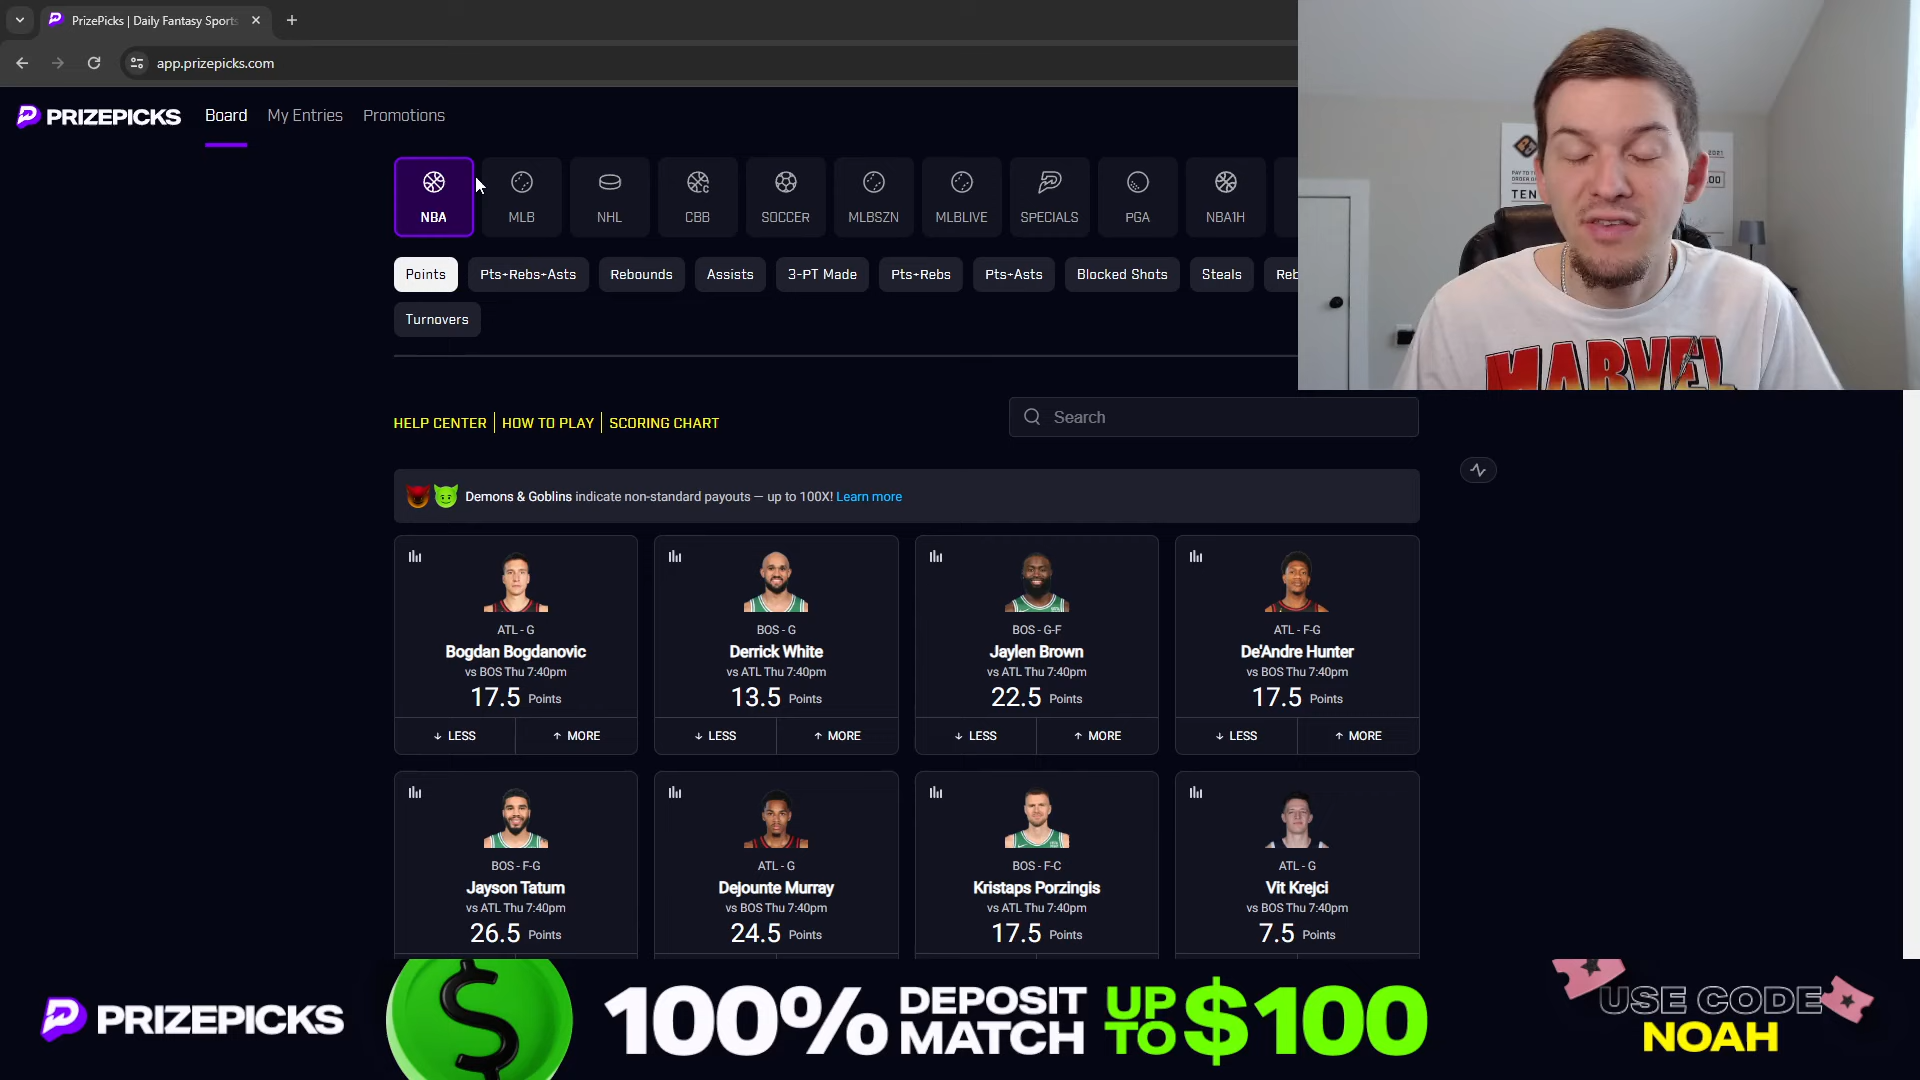 PrizePicks | Daily Fantasy Sports
app.prizepicks.com
PRIZEPICKS Board My Entries Promotions
NBA MLB NHL CBB SOCCER MLBSZN MLBLIVE SPECIALS PGA NBA1H
Points Pts+Rebs+Asts Rebounds Assists 3-PT Made Pts+Rebs Pts+Asts Blocked Shots Steals Reb
Turnovers
HELP CENTER HOW TO PLAY SCORING CHART
Search
Demons & Goblins indicate non-standard payouts — up to 100X! Learn more
ATL - G
Bogdan Bogdanovic
vs BOS Thu 7:40pm
17.5 Points
LESS MORE
BOS - G
Derrick White
vs ATL Thu 7:40pm
13.5 Points
LESS MORE
BOS - G-F
Jaylen Brown
vs ATL Thu 7:40pm
22.5 Points
LESS MORE
ATL - F-G
De'Andre Hunter
vs BOS Thu 7:40pm
17.5 Points
LESS MORE
BOS - F-G
Jayson Tatum
vs ATL Thu 7:40pm
26.5 Points
ATL - G
Dejounte Murray
vs BOS Thu 7:40pm
24.5 Points
BOS - F-C
Kristaps Porzingis
vs ATL Thu 7:40pm
17.5 Points
ATL - G
Vit Krejci
vs BOS Thu 7:40pm
7.5 Points
MARVEL
PRIZEPICKS
100% DEPOSIT MATCH UP TO $100
USE CODE
NOAH